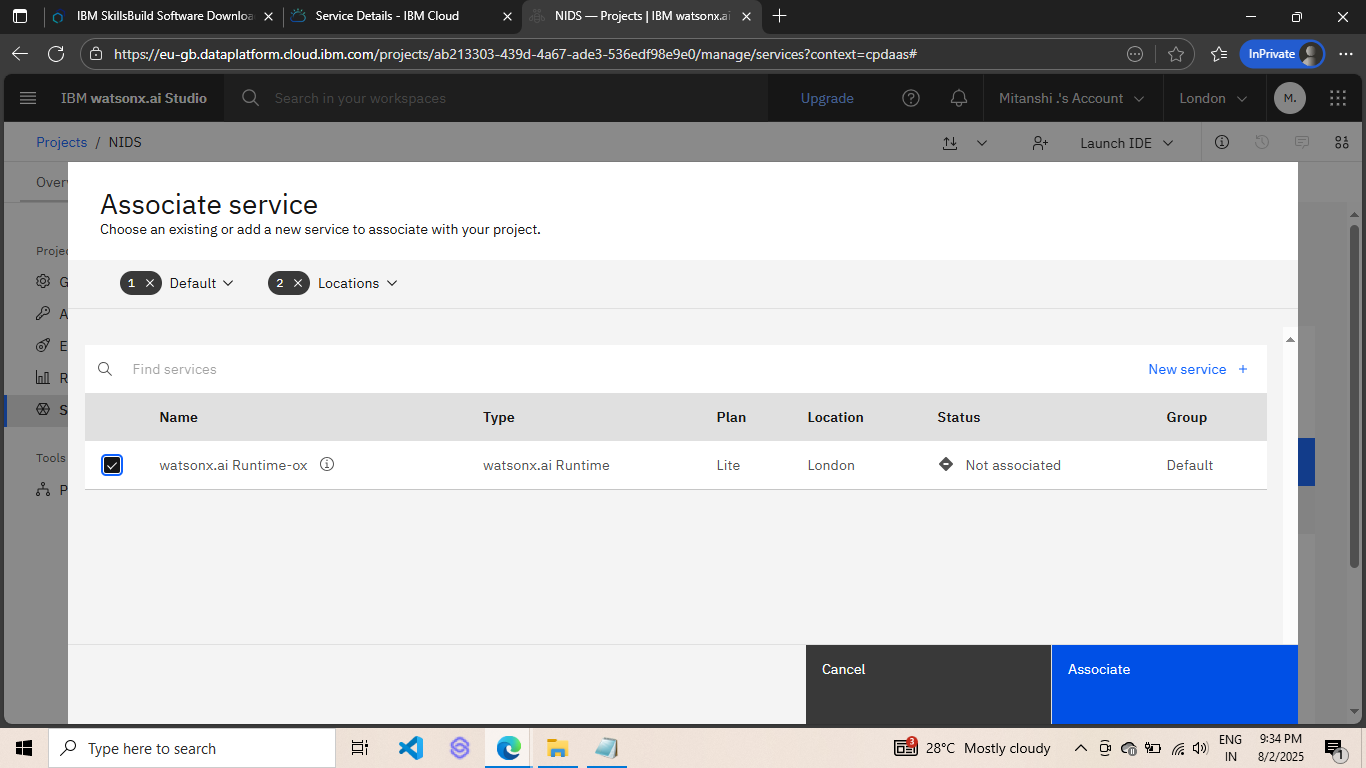 IBM SkillsBuild Software Downloa
Service Details - IBM Cloud
NIDS — Projects | IBM watsonx.ai
https://eu-gb.dataplatform.cloud.ibm.com/projects/ab213303-439d-4a67-ade3-536edf98e9e0/manage/services?context=cpdaas#
InPrivate
IBM watsonx.ai Studio
Search in your workspaces
Upgrade
Mitanshi .'s Account
London
M.
Projects / NIDS
Launch IDE
Overv
Associate service
Choose an existing or add a new service to associate with your project.
1 Default
2 Locations
Projec
G
A
E
R
S
Tools
P
Find services
New service +
Name Type Plan Location Status Group
watsonx.ai Runtime-ox watsonx.ai Runtime Lite London Not associated Default
Cancel
Associate
Type here to search
3
28°C Mostly cloudy
ENG
IN
9:34 PM
8/2/2025
1